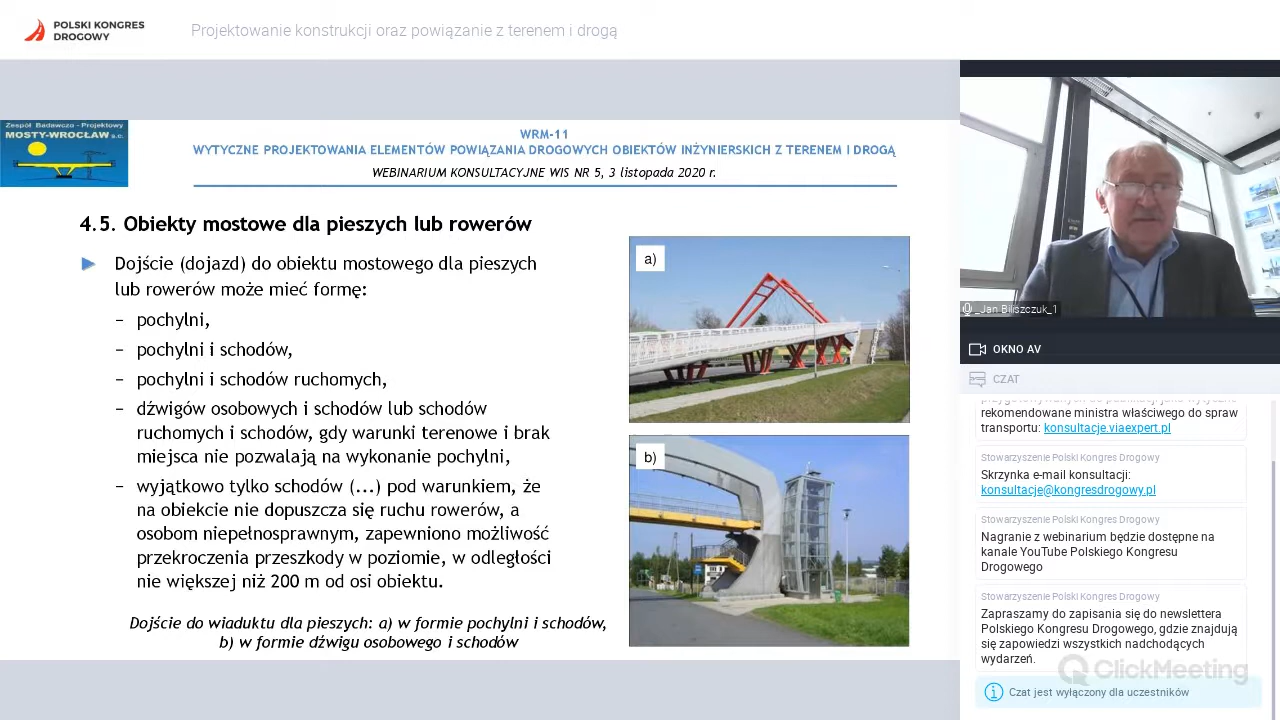 POLSKI KONGRES
DROGOWY
Projektowanie konstrukcji oraz powiązanie z terenem i drogą
Zespół Badawczo - Projektowy
MOSTY-WROCŁAW s.c.
WRM-11
WYTYCZNE PROJEKTOWANIA ELEMENTÓW POWIĄZANIA DROGOWYCH OBIEKTÓW INŻYNIERSKICH Z TERENEM I DROGĄ
WEBINARIUM KONSULTACYJNE WIS NR 5, 3 listopada 2020 r.
4.5. Obiekty mostowe dla pieszych lub rowerów
Dojście (dojazd) do obiektu mostowego dla pieszych
lub rowerów może mieć formę:
– pochylni,
– pochylni i schodów,
– pochylni i schodów ruchomych,
– dźwigów osobowych i schodów lub schodów
ruchomych i schodów, gdy warunki terenowe i brak
miejsca nie pozwalają na wykonanie pochylni,
– wyjątkowo tylko schodów (...) pod warunkiem, że
na obiekcie nie dopuszcza się ruchu rowerów, a
osobom niepełnosprawnym, zapewniono możliwość
przekroczenia przeszkody w poziomie, w odległości
nie większej niż 200 m od osi obiektu.
Dojście do wiaduktu dla pieszych: a) w formie pochylni i schodów,
b) w formie dźwigu osobowego i schodów
a)
b)
_Jan Biliszczuk_1
OKNO AV
CZAT
przygotowywanych do publikacji jako wytyczne
rekomendowane ministra właściwego do spraw
transportu: konsultacje.viaexpert.pl
Stowarzyszenie Polski Kongres Drogowy
Skrzynka e-mail konsultacji:
konsultacje@kongresdrogowy.pl
Stowarzyszenie Polski Kongres Drogowy
Nagranie z webinarium będzie dostępne na
kanale YouTube Polskiego Kongresu
Drogowego
Stowarzyszenie Polski Kongres Drogowy
Zapraszamy do zapisania się do newslettera
Polskiego Kongresu Drogowego, gdzie znajdują
się zapowiedzi wszystkich nadchodzących
wydarzeń.
ClickMeeting
Czat jest wyłączony dla uczestników